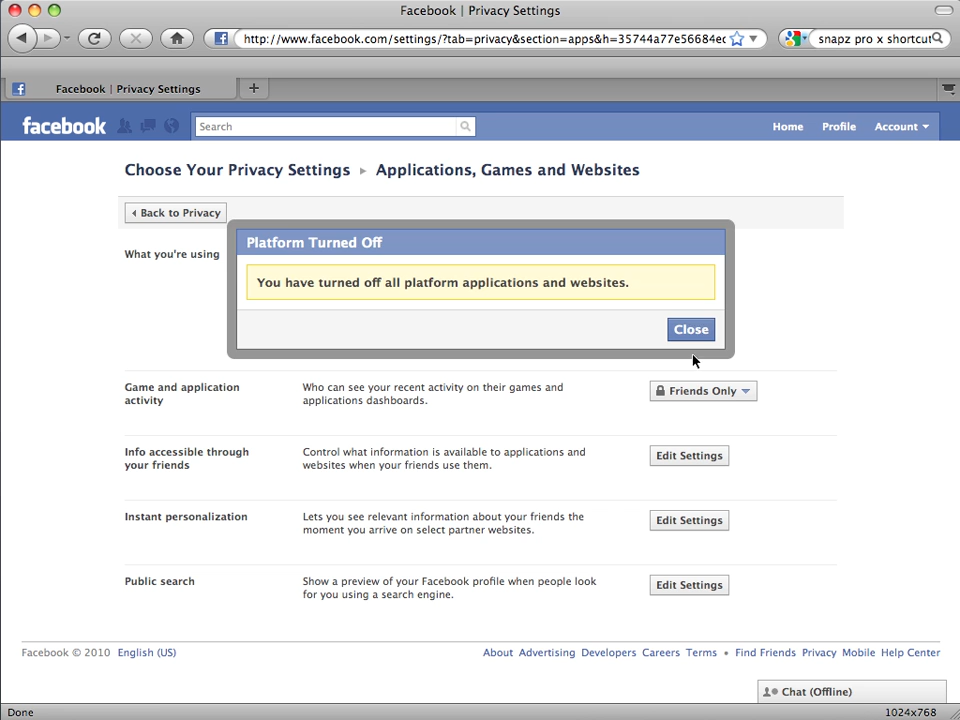 Facebook | Privacy Settings
http://www.facebook.com/settings/?tab=privacy&section=apps&h=35744a77e56684ec
snapz pro x shortcut
Facebook | Privacy Settings
facebook
Search
Home Profile Account
Choose Your Privacy Settings Applications, Games and Websites
Back to Privacy
What you're using
Platform Turned Off
You have turned off all platform applications and websites.
Close
Game and application
activity
Who can see your recent activity on their games and
applications dashboards.
Friends Only
Info accessible through
your friends
Control what information is available to applications and
websites when your friends use them.
Edit Settings
Instant personalization
Lets you see relevant information about your friends the
moment you arrive on select partner websites.
Edit Settings
Public search
Show a preview of your Facebook profile when people look
for you using a search engine.
Edit Settings
Facebook © 2010 English (US)
About Advertising Developers Careers Terms • Find Friends Privacy Mobile Help Center
Chat (Offline)
Done
1024x768